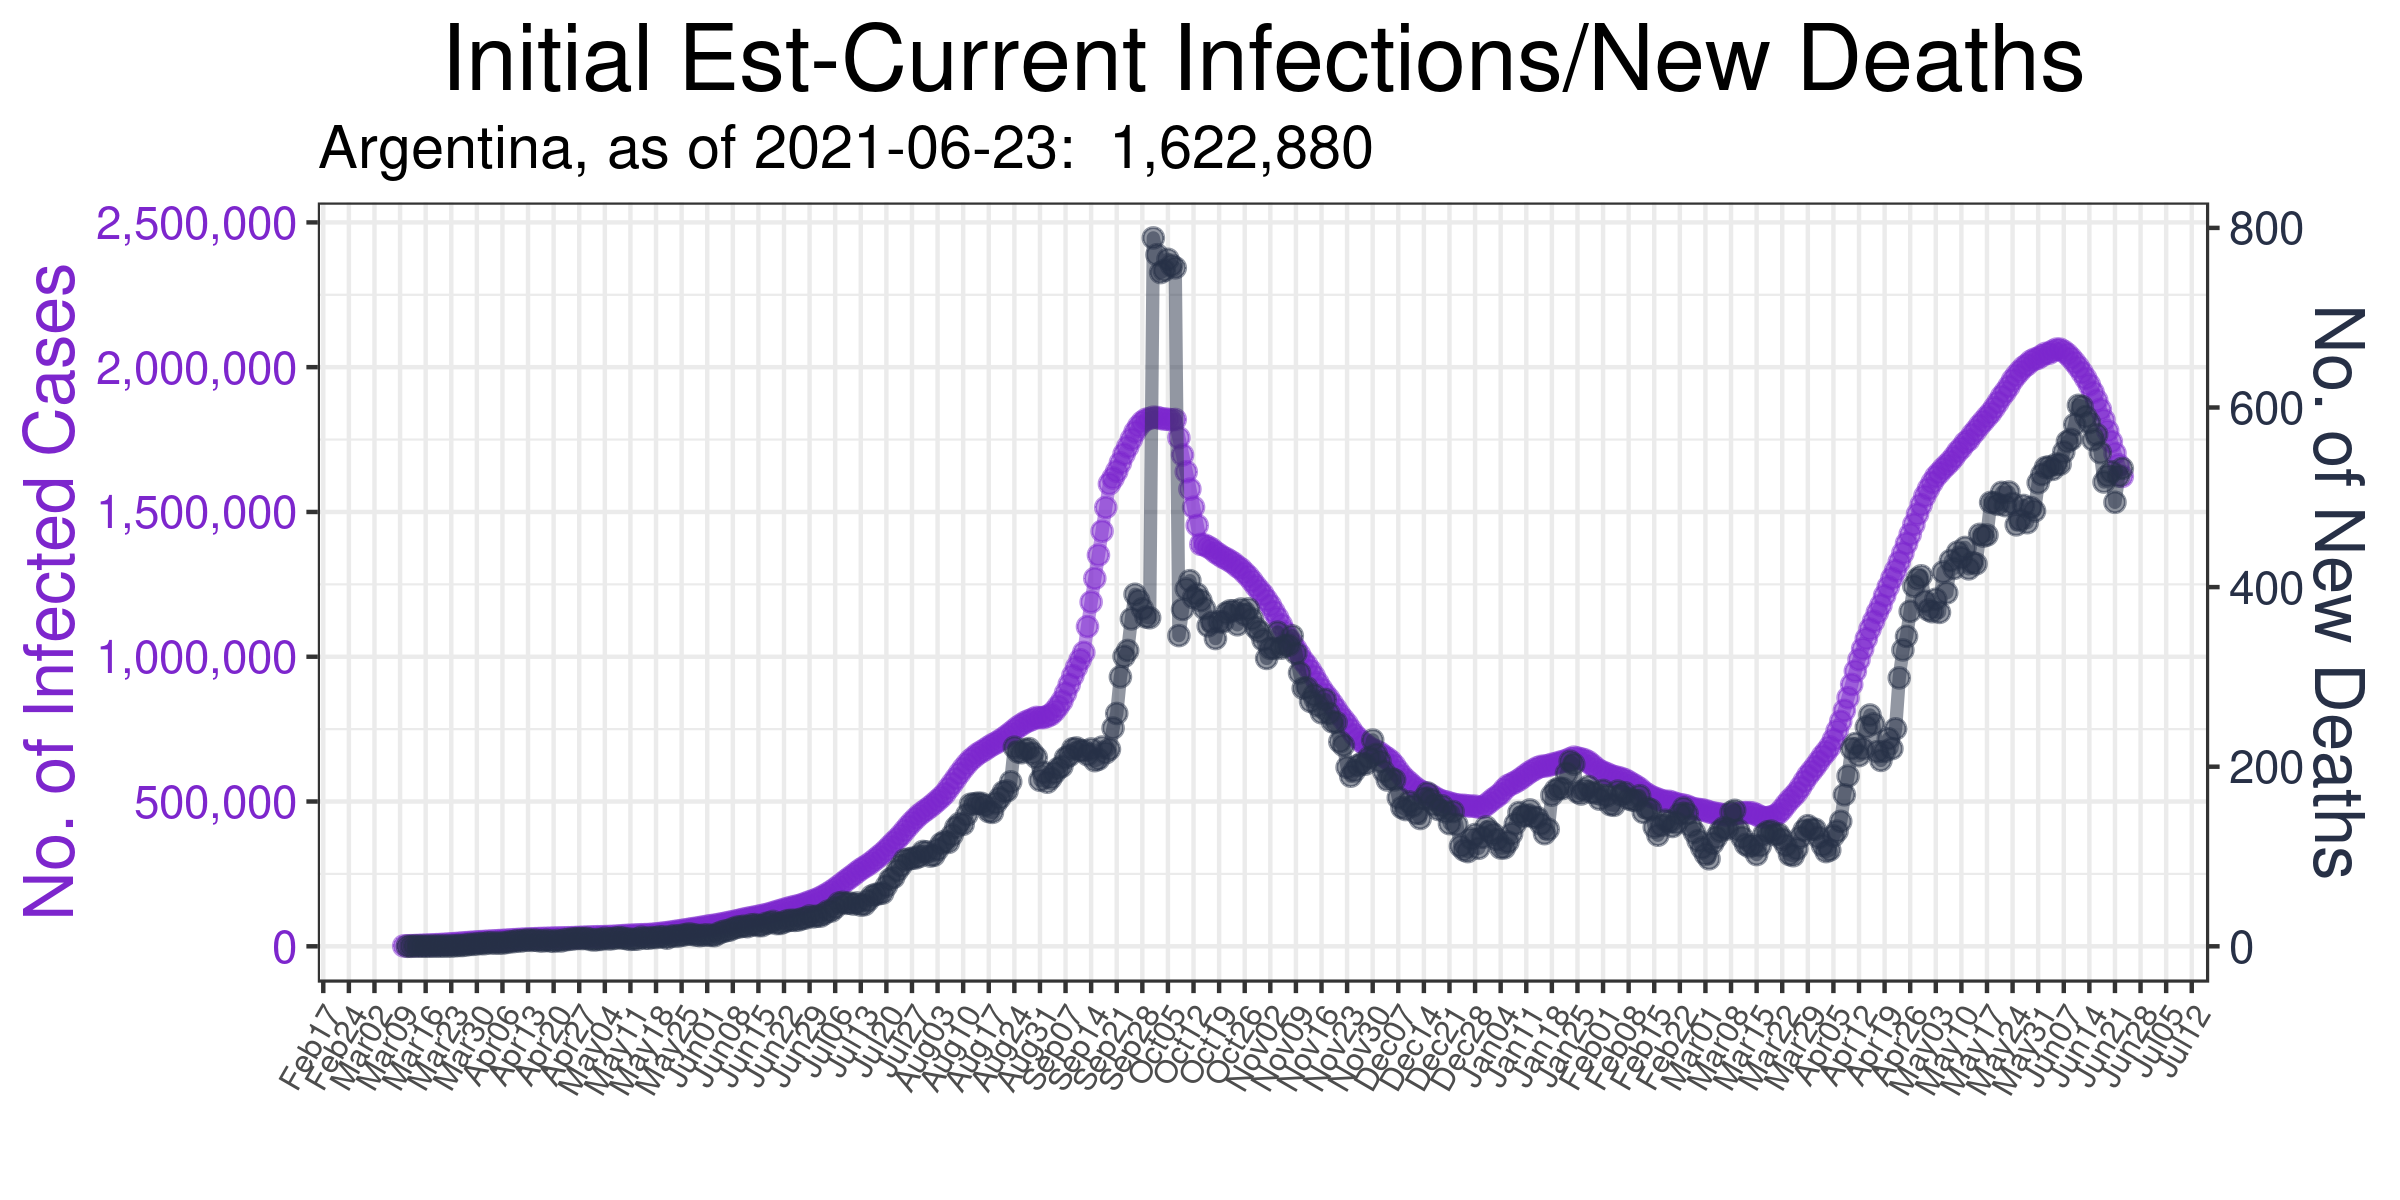 Initial Est-Current Infections/New Deaths
Argentina, as of 2021-06-23:  1,622,880
No. of Infected Cases
2,500,000
2,000,000
1,500,000
1,000,000
500,000
0
800
600
400
200
0
No. of New Deaths
Feb17
Feb24
Mar02
Mar09
Mar16
Mar23
Mar30
Apr06
Apr13
Apr20
Apr27
May04
May11
May18
May25
Jun01
Jun08
Jun15
Jun22
Jun29
Jul06
Jul13
Jul20
Jul27
Aug03
Aug10
Aug17
Aug24
Aug31
Sep07
Sep14
Sep21
Sep28
Oct05
Oct12
Oct19
Oct26
Nov02
Nov09
Nov16
Nov23
Nov30
Dec07
Dec14
Dec21
Dec28
Jan04
Jan11
Jan18
Jan25
Feb01
Feb08
Feb15
Feb22
Mar01
Mar08
Mar15
Mar22
Mar29
Apr05
Apr12
Apr19
Apr26
May03
May10
May17
May24
May31
Jun07
Jun14
Jun21
Jun28
Jul05
Jul12